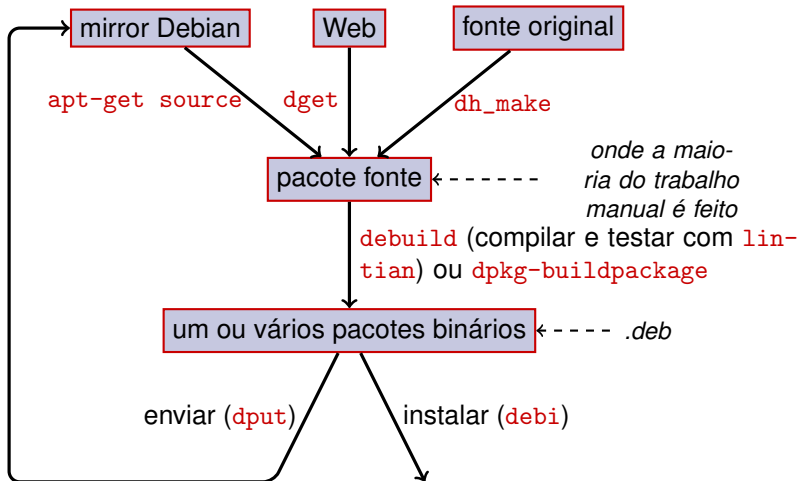 mirror Debian
Web
fonte original
apt-get source
dget
dh_make
pacote fonte
onde a maio-
ria do trabalho
manual é feito
debuild (compilar e testar com lin-
tian) ou dpkg-buildpackage
um ou vários pacotes binários
.deb
enviar (dput)
instalar (debi)